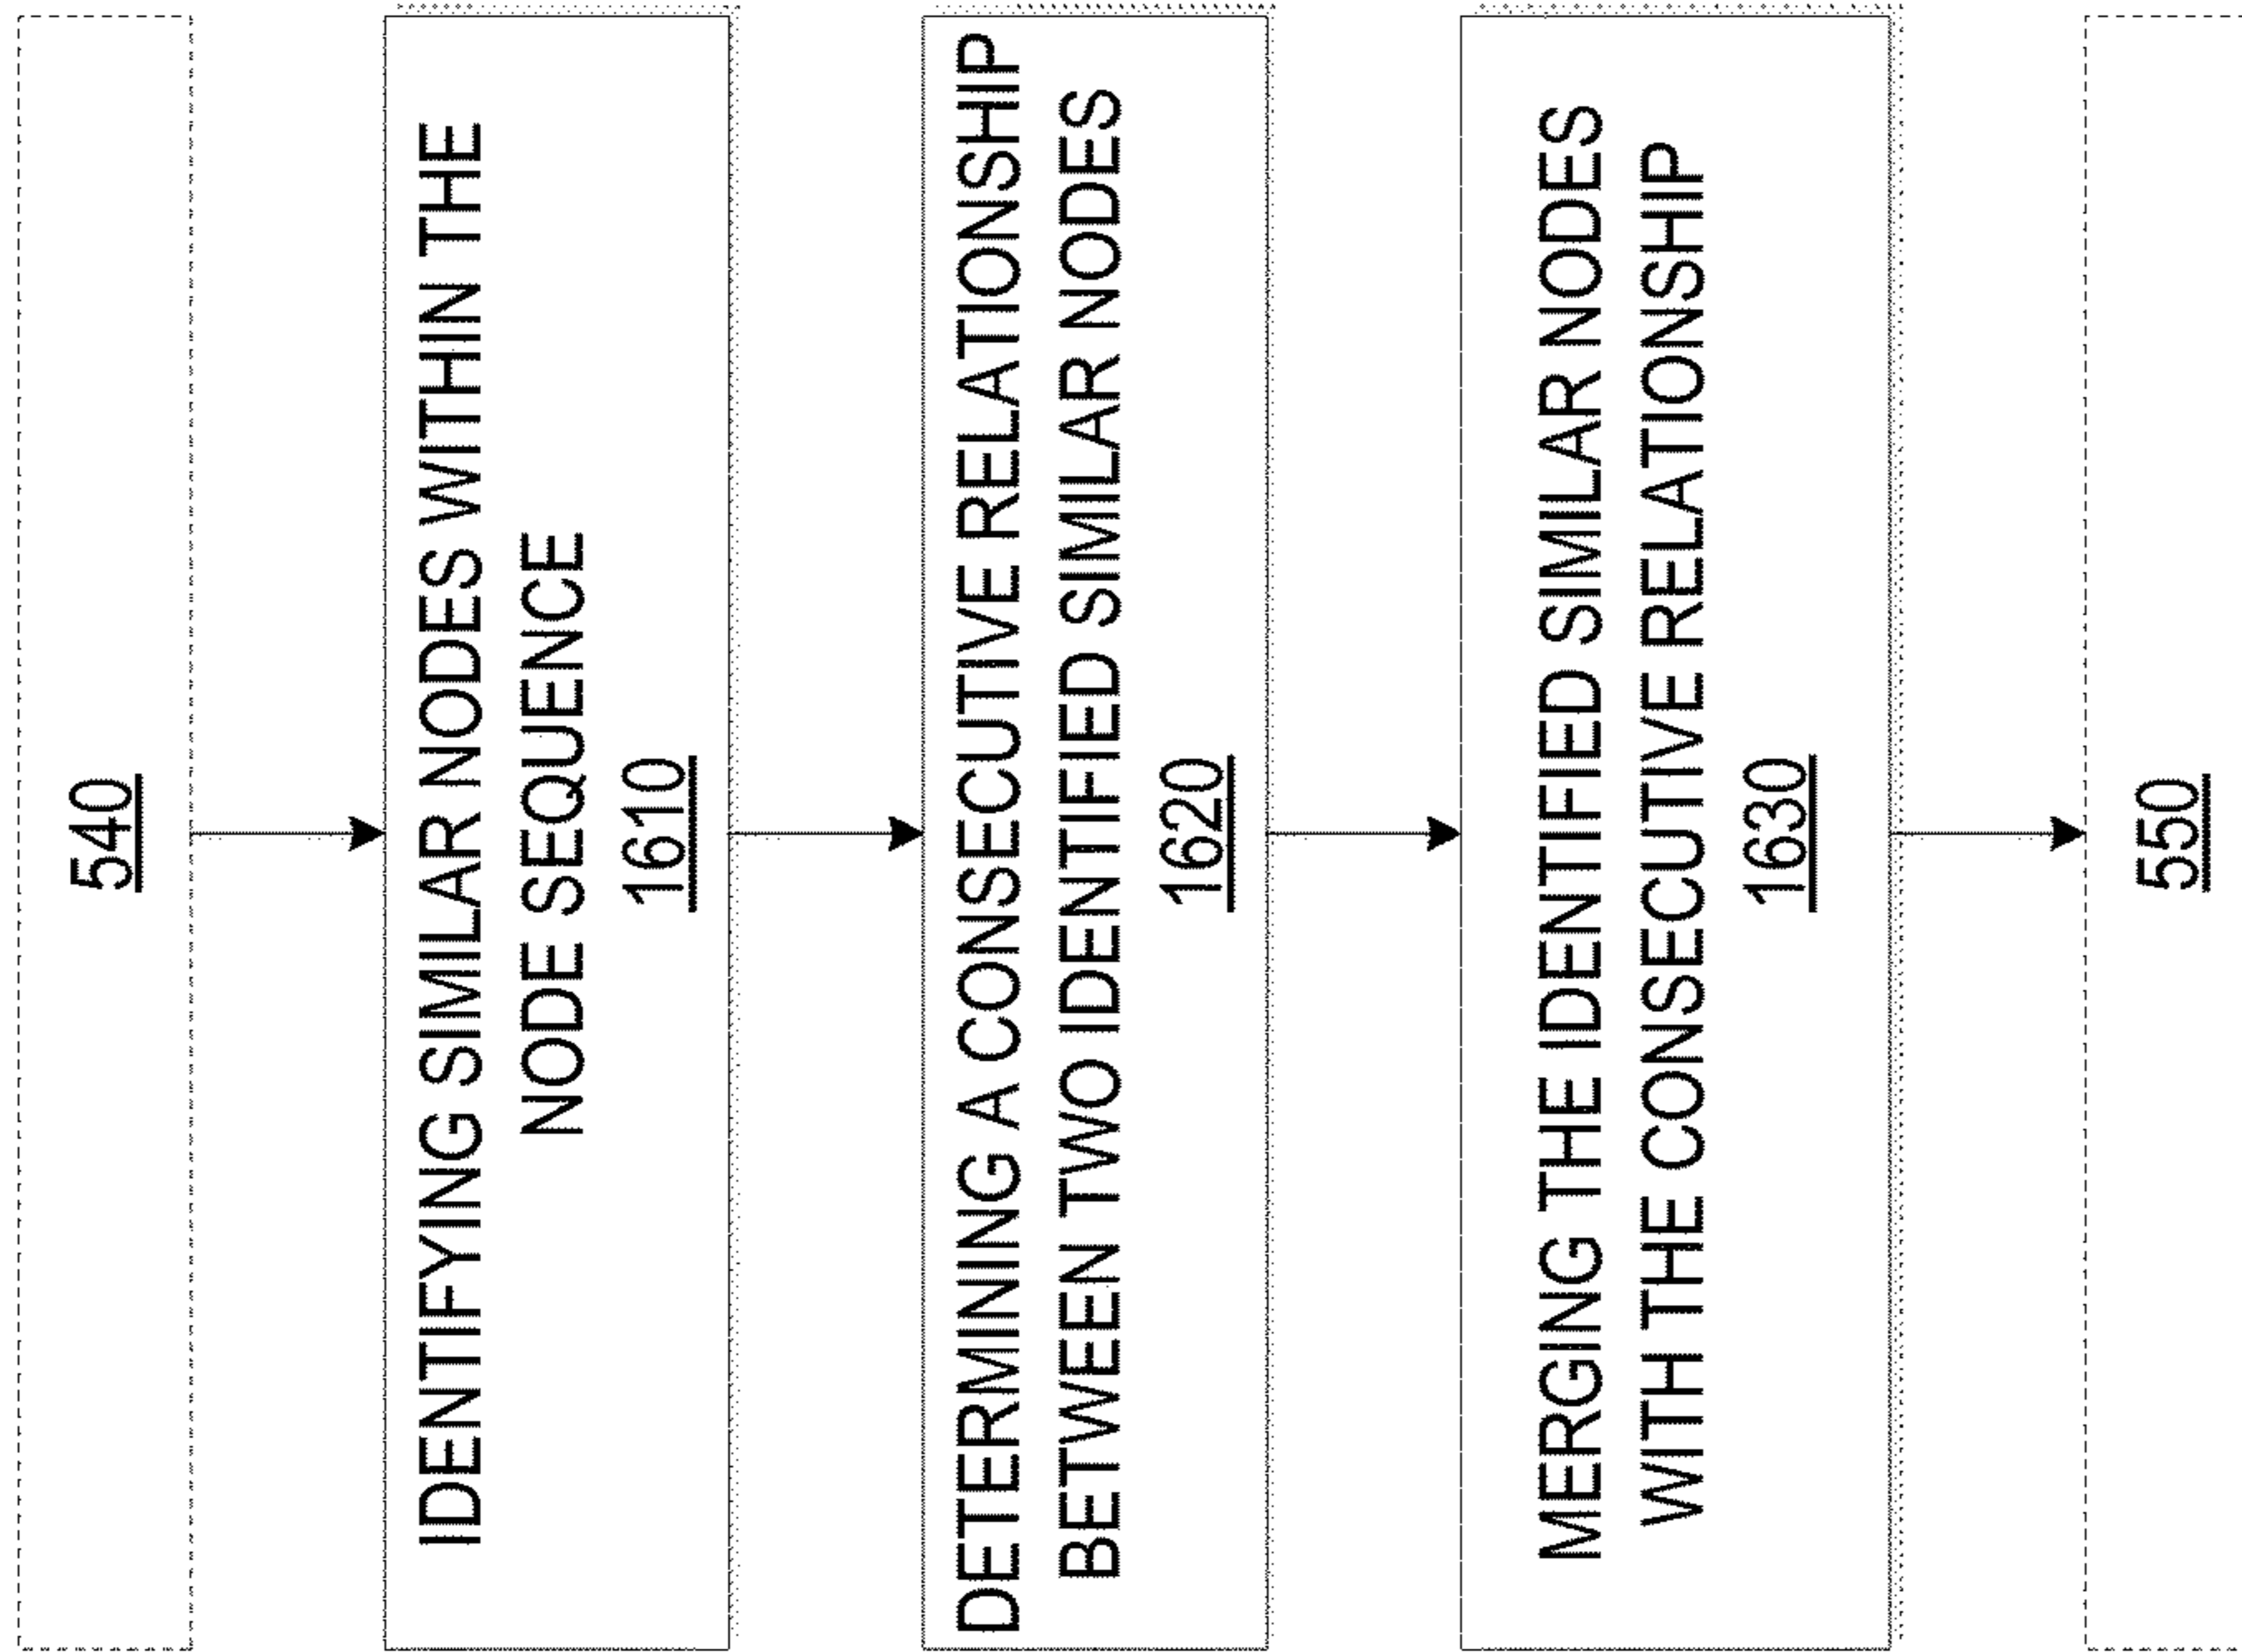 540
IDENTIFYING SIMILAR NODES WITHIN THE
NODE SEQUENCE
1610
DETERMINING A CONSECUTIVE RELATIONSHIP
BETWEEN TWO IDENTIFIED SIMILAR NODES
1620
MERGING THE IDENTIFIED SIMILAR NODES
WITH THE CONSECUTIVE RELATIONSHIP
1630
550